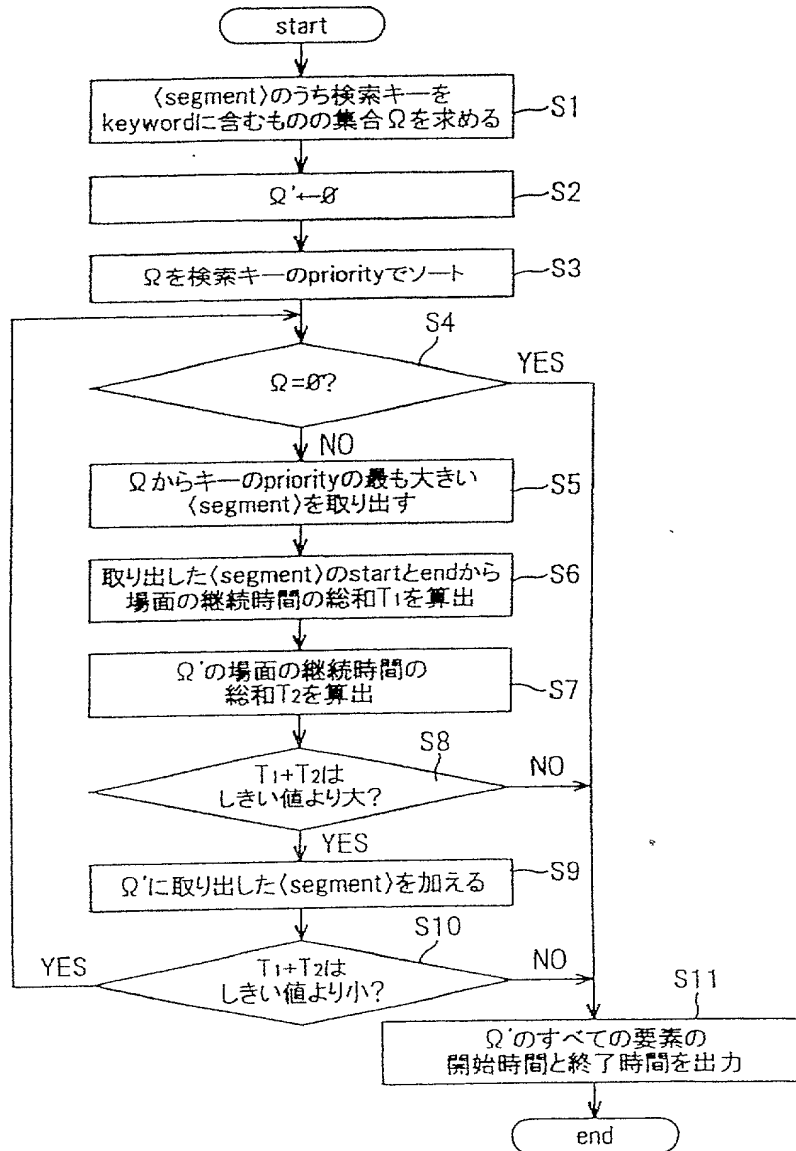 start
〈segment〉のうち検索キーを
keywordに含むものの集合Ωを求める
S1
Ω'←∅
S2
Ωを検索キーのpriorityでソート
S3
S4
Ω=∅?
YES
NO
Ωからキーのpriorityの最も大きい
〈segment〉を取り出す
S5
取り出した〈segment〉のstartとendから
場面の継続時間の総和T1を算出
S6
Ω'の場面の継続時間の
総和T2を算出
S7
S8
T1+T2は
しきい値より大?
NO
YES
Ω'に取り出した〈segment〉を加える
S9
S10
T1+T2は
しきい値より小?
YES
NO
S11
Ω'のすべての要素の
開始時間と終了時間を出力
end